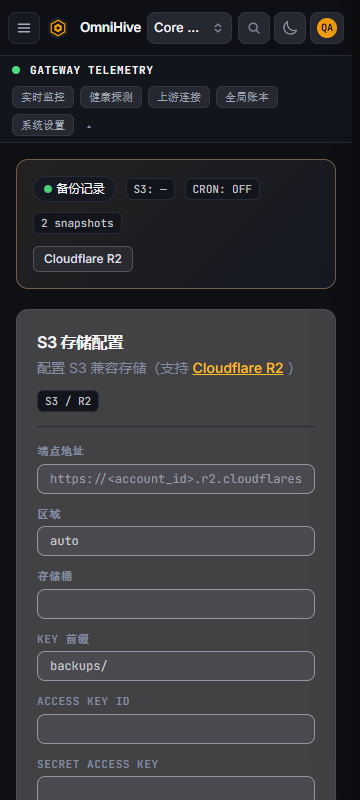 OmniHive
Core ...
QA
GATEWAY TELEMETRY
实时监控
健康探测
上游连接
全局账本
系统设置
备份记录
S3: —
CRON: OFF
2 snapshots
Cloudflare R2
S3 存储配置
配置 S3 兼容存储（支持 Cloudflare R2 ）
S3 / R2
端点地址
https://<account_id>.r2.cloudflares
区域
auto
存储桶
KEY 前缀
backups/
ACCESS KEY ID
SECRET ACCESS KEY